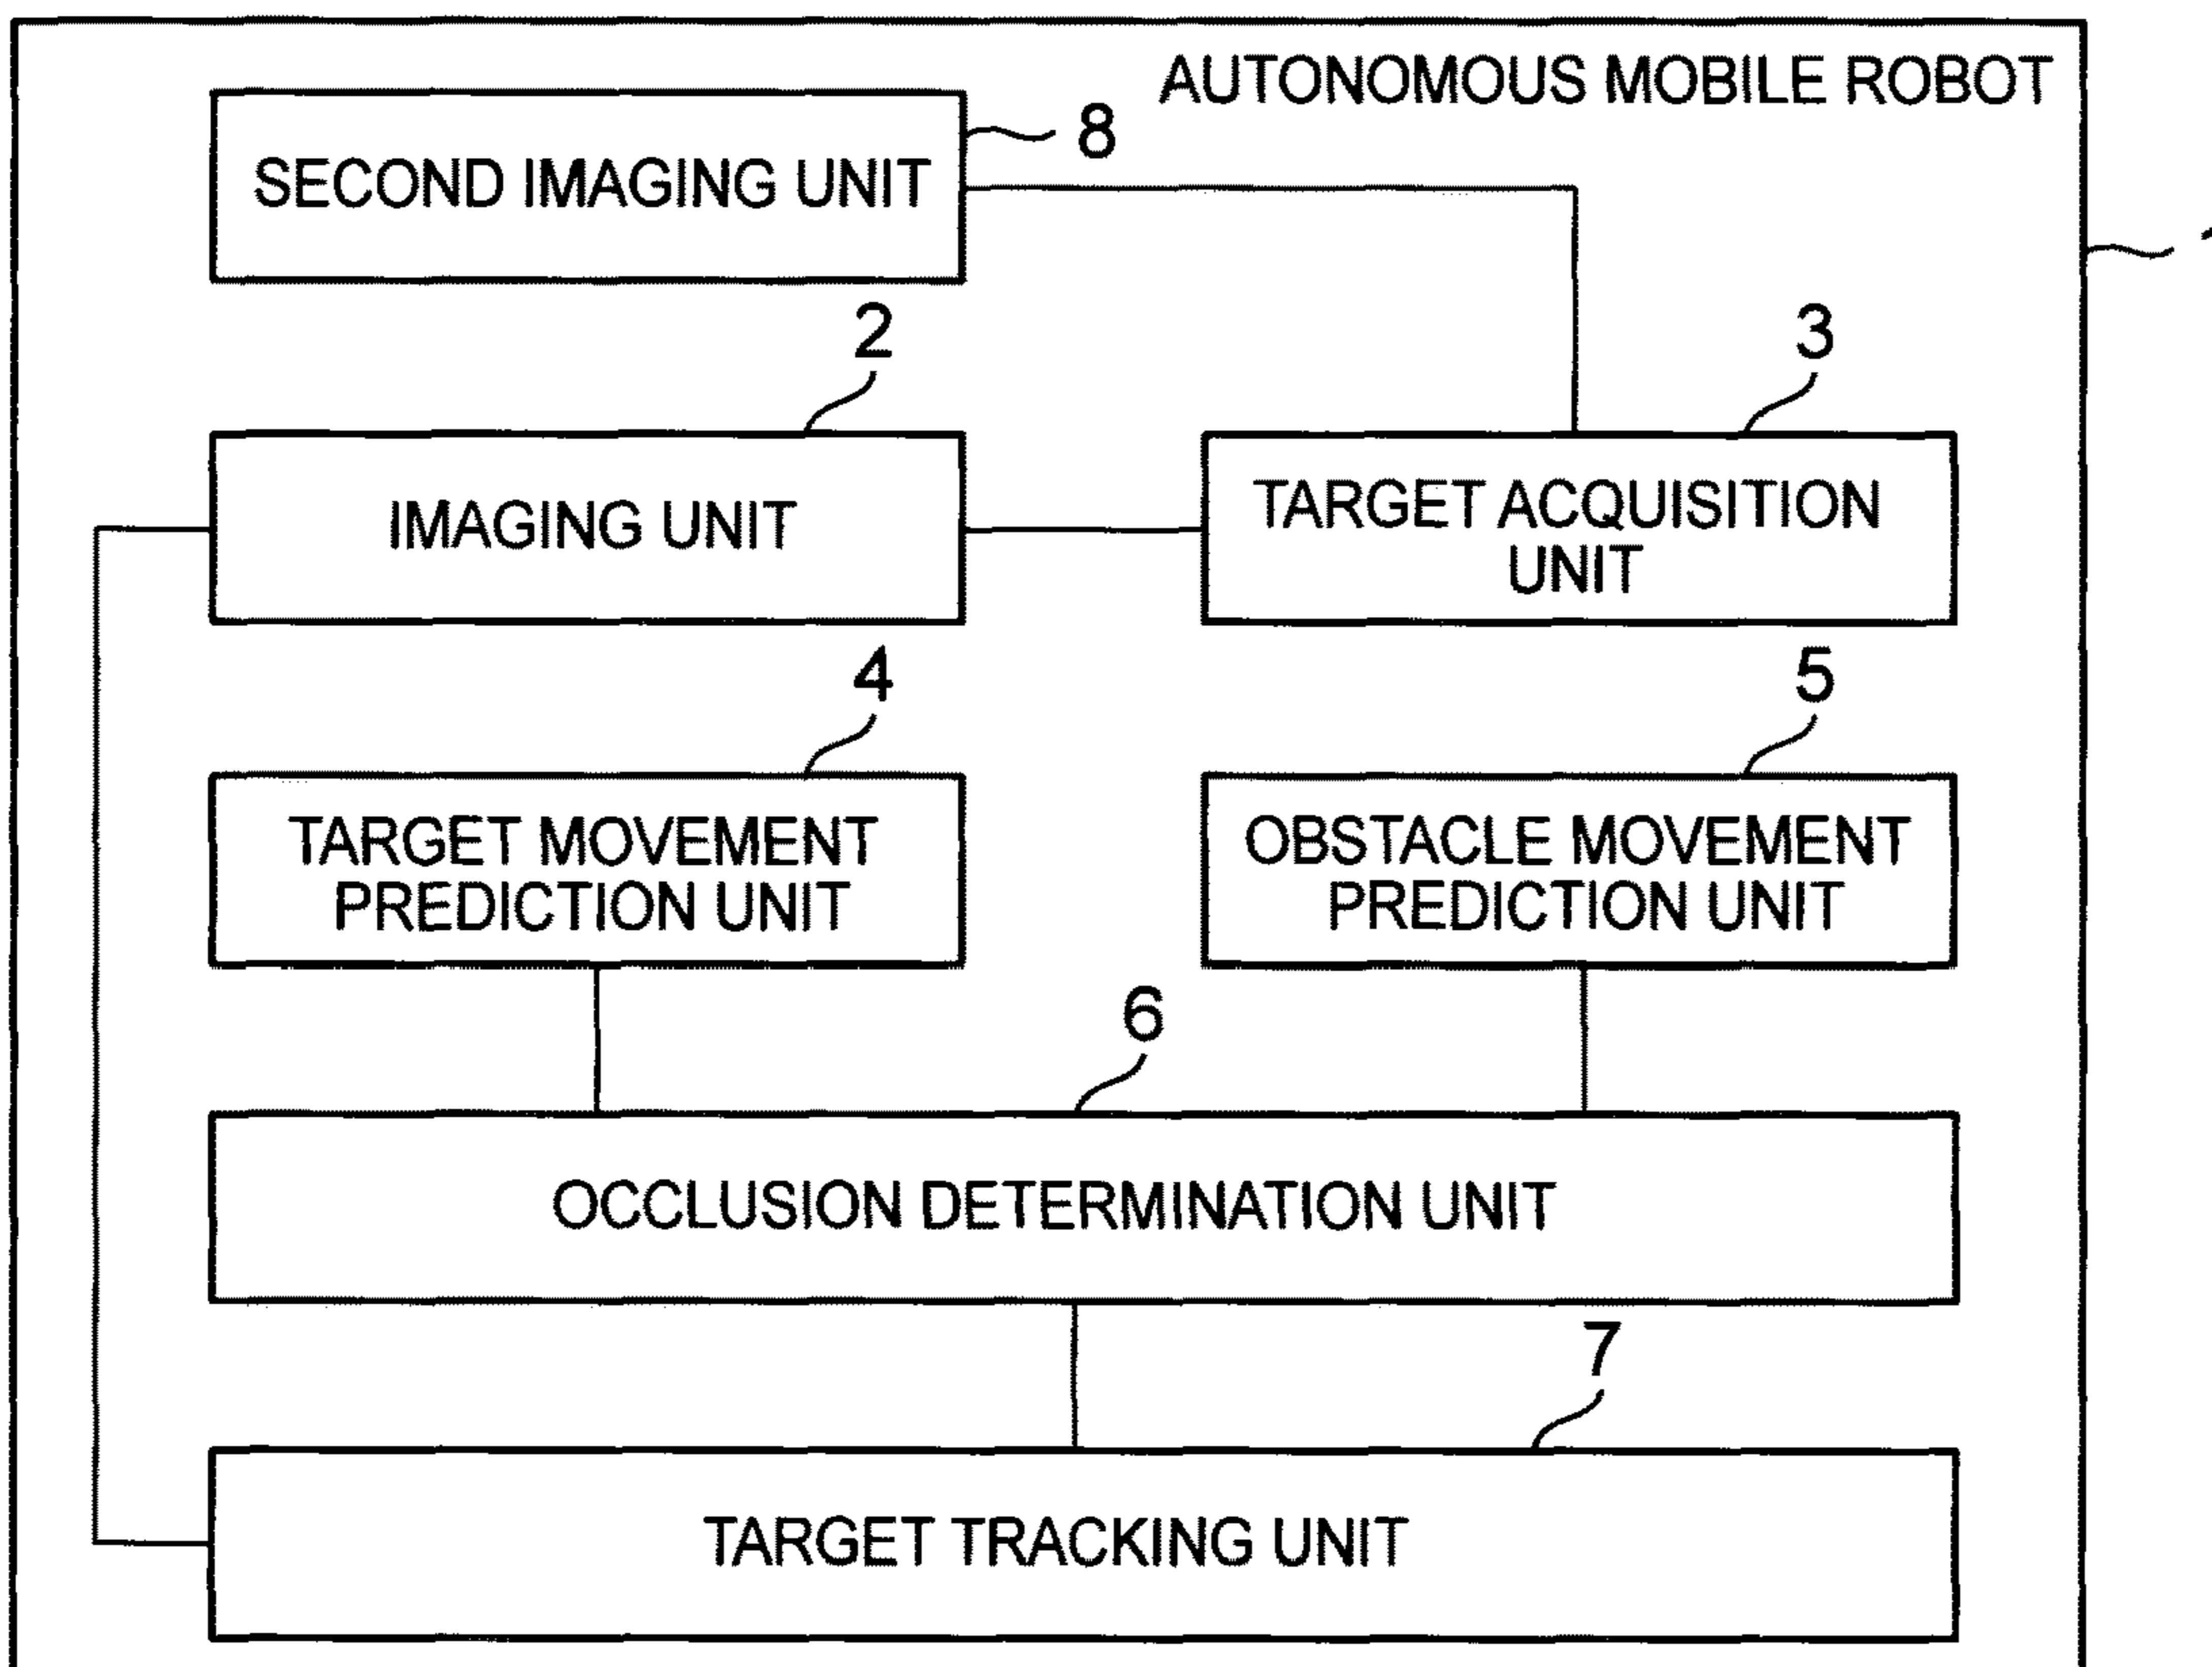 AUTONOMOUS MOBILE ROBOT
8
SECOND IMAGING UNIT
2
3
IMAGING UNIT
TARGET ACQUISITION
UNIT
4
5
TARGET MOVEMENT
PREDICTION UNIT
OBSTACLE MOVEMENT
PREDICTION UNIT
6
OCCLUSION DETERMINATION UNIT
7
TARGET TRACKING UNIT